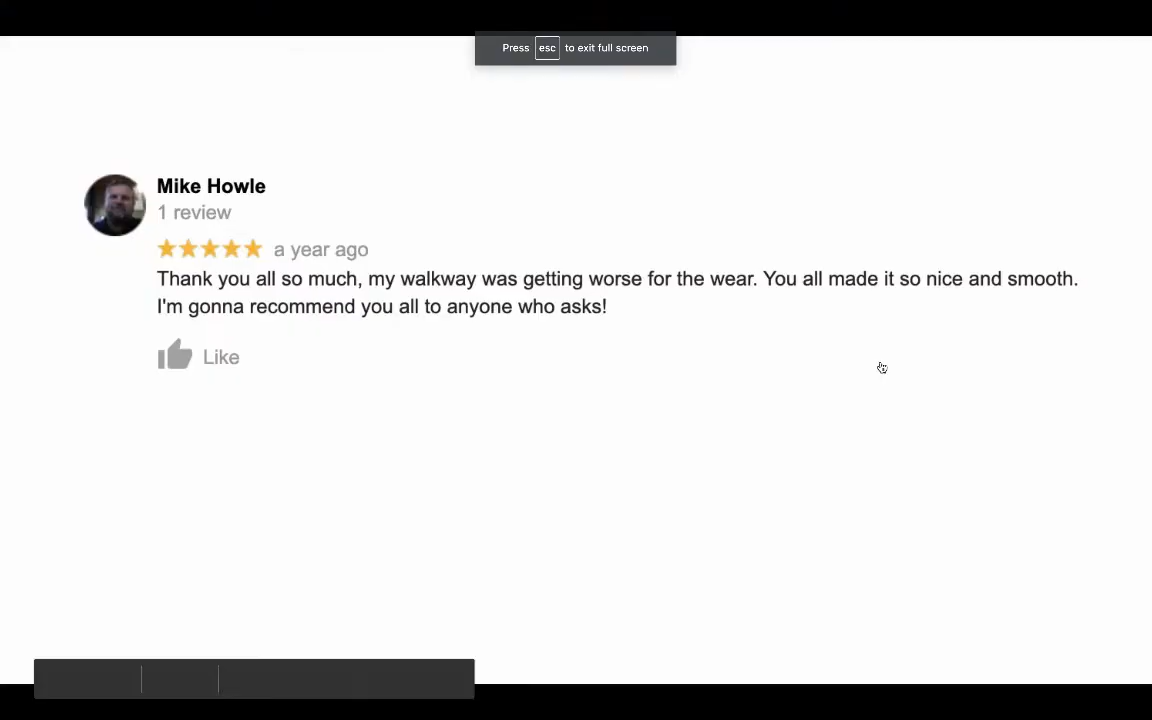 Press esc to exit full screen
Mike Howle
1 review
a year ago
Thank you all so much, my walkway was getting worse for the wear. You all made it so nice and smooth.
I'm gonna recommend you all to anyone who asks!
Like